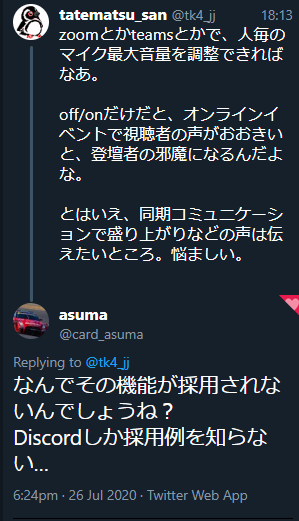 tatematsu_san @tk4_jj 18:13
zoomとかteamsとかで、人毎の
マイク最大音量を調整できれば
なあ。
off/onだけだと、オンラインイ
ベントで視聴者の声がおおきい
と、登壇者の邪魔になるんだよ
な。
とはいえ、同期コミュニケーシ
ョンで盛り上がりなどの声は伝
えたいところ。悩ましい。
asuma
@card_asuma
Replying to @tk4_jj
なんでその機能が採用されな
いんでしょうね？
Discordしか採用例を知らな
い...
6:24pm · 26 Jul 2020 · Twitter Web App